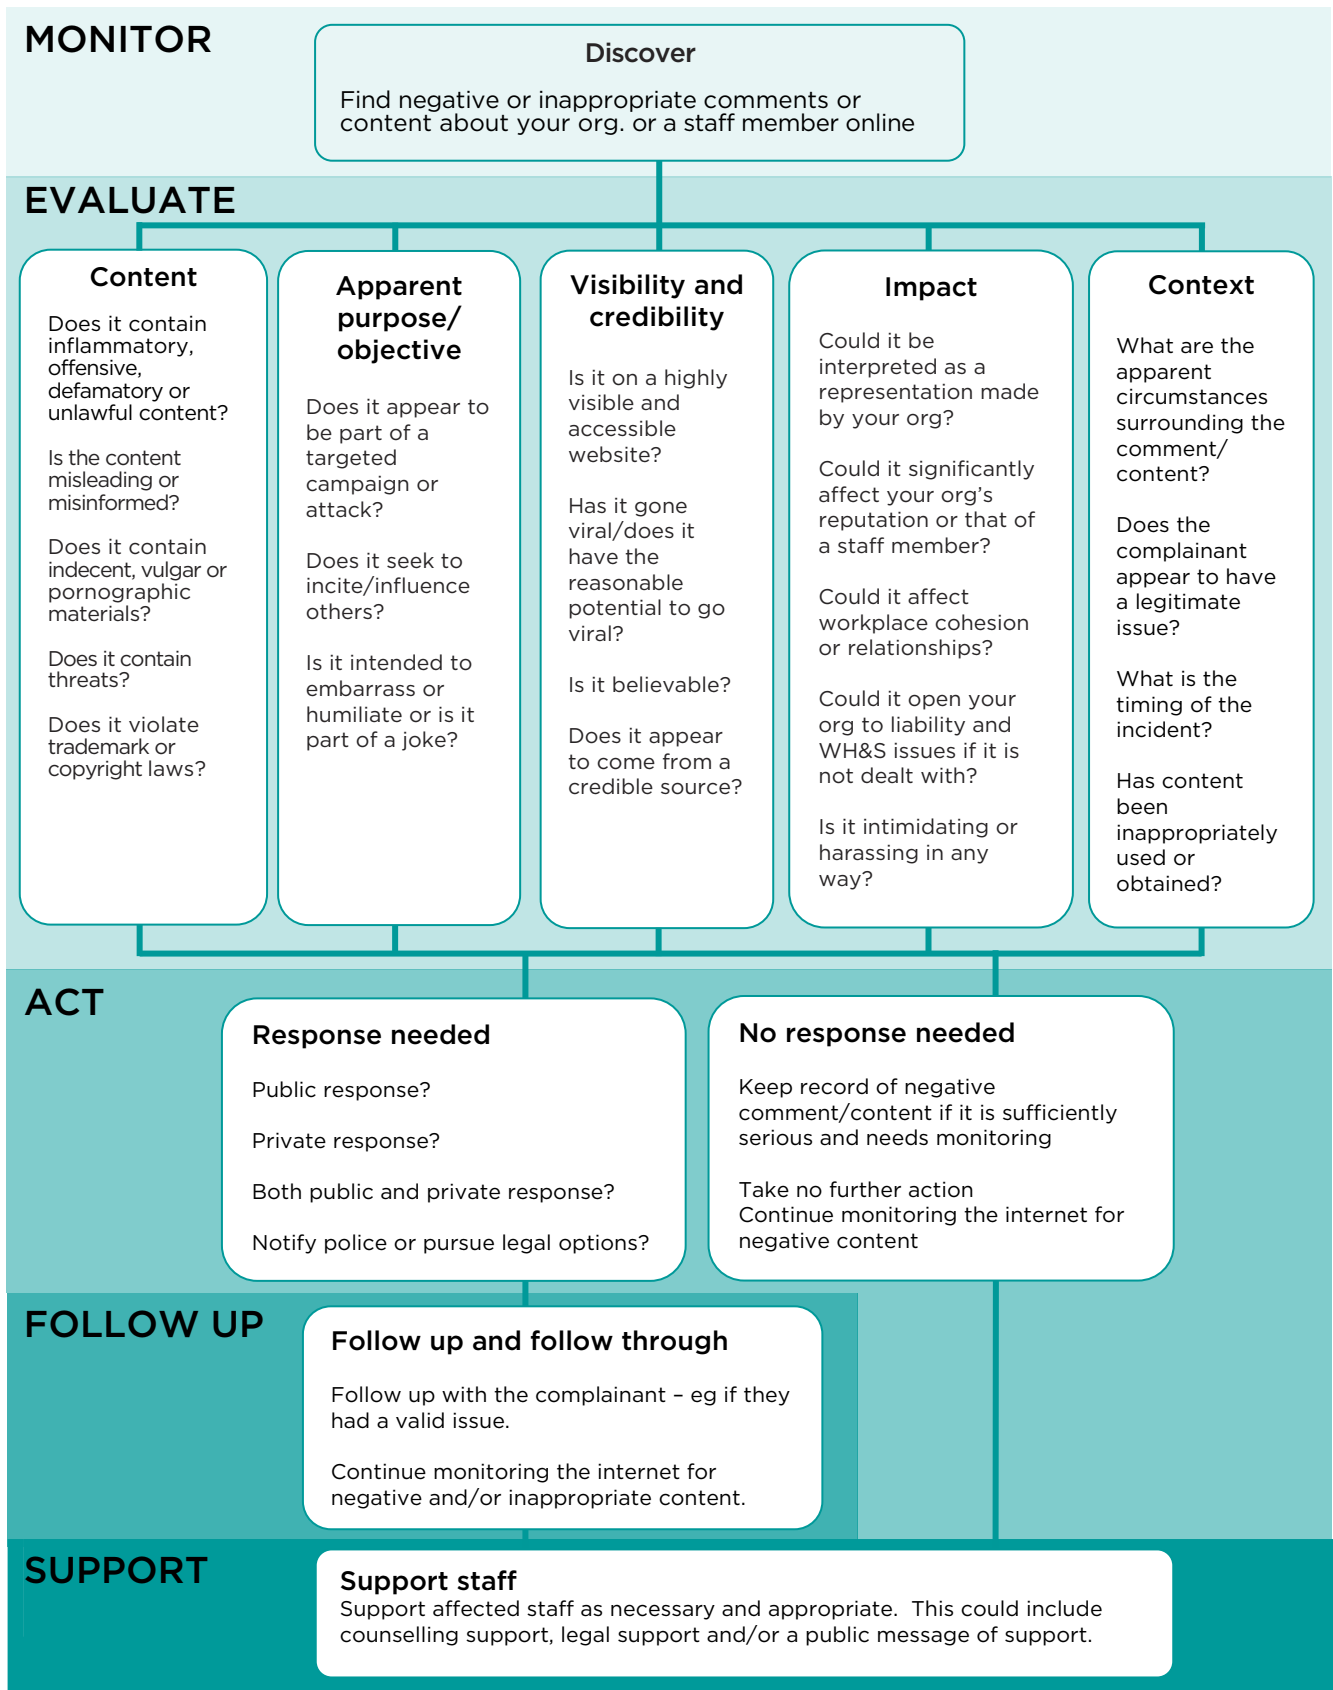 MONITOR
Discover
Find negative or inappropriate comments or
content about your org. or a staff member online
EVALUATE
Content
Does it contain
inflammatory,
offensive,
defamatory or
unlawful content?
Is the content
misleading or
misinformed?
Does it contain
indecent, vulgar or
pornographic
materials?
Does it contain
threats?
Does it violate
trademark or
copyright laws?
Apparent
purpose/
objective
Does it appear to
be part of a
targeted
campaign or
attack?
Does it seek to
incite/influence
others?
Is it intended to
embarrass or
humiliate or is it
part of a joke?
Visibility and
credibility
Is it on a highly
visible and
accessible
website?
Has it gone
viral/does it
have the
reasonable
potential to go
viral?
Is it believable?
Does it appear
to come from a
credible source?
Impact
Could it be
interpreted as a
representation made
by your org?
Could it significantly
affect your org’s
reputation or that of
a staff member?
Could it affect
workplace cohesion
or relationships?
Could it open your
org to liability and
WH&S issues if it is
not dealt with?
Is it intimidating or
harassing in any
way?
Context
What are the
apparent
circumstances
surrounding the
comment/
content?
Does the
complainant
appear to have
a legitimate
issue?
What is the
timing of the
incident?
Has content
been
inappropriately
used or
obtained?
ACT
Response needed
Public response?
Private response?
Both public and private response?
Notify police or pursue legal options?
No response needed
Keep record of negative
comment/content if it is sufficiently
serious and needs monitoring
Take no further action
Continue monitoring the internet for
negative content
FOLLOW UP
Follow up and follow through
Follow up with the complainant – eg if they
had a valid issue.
Continue monitoring the internet for
negative and/or inappropriate content.
SUPPORT
Support staff
Support affected staff as necessary and appropriate.  This could include
counselling support, legal support and/or a public message of support.